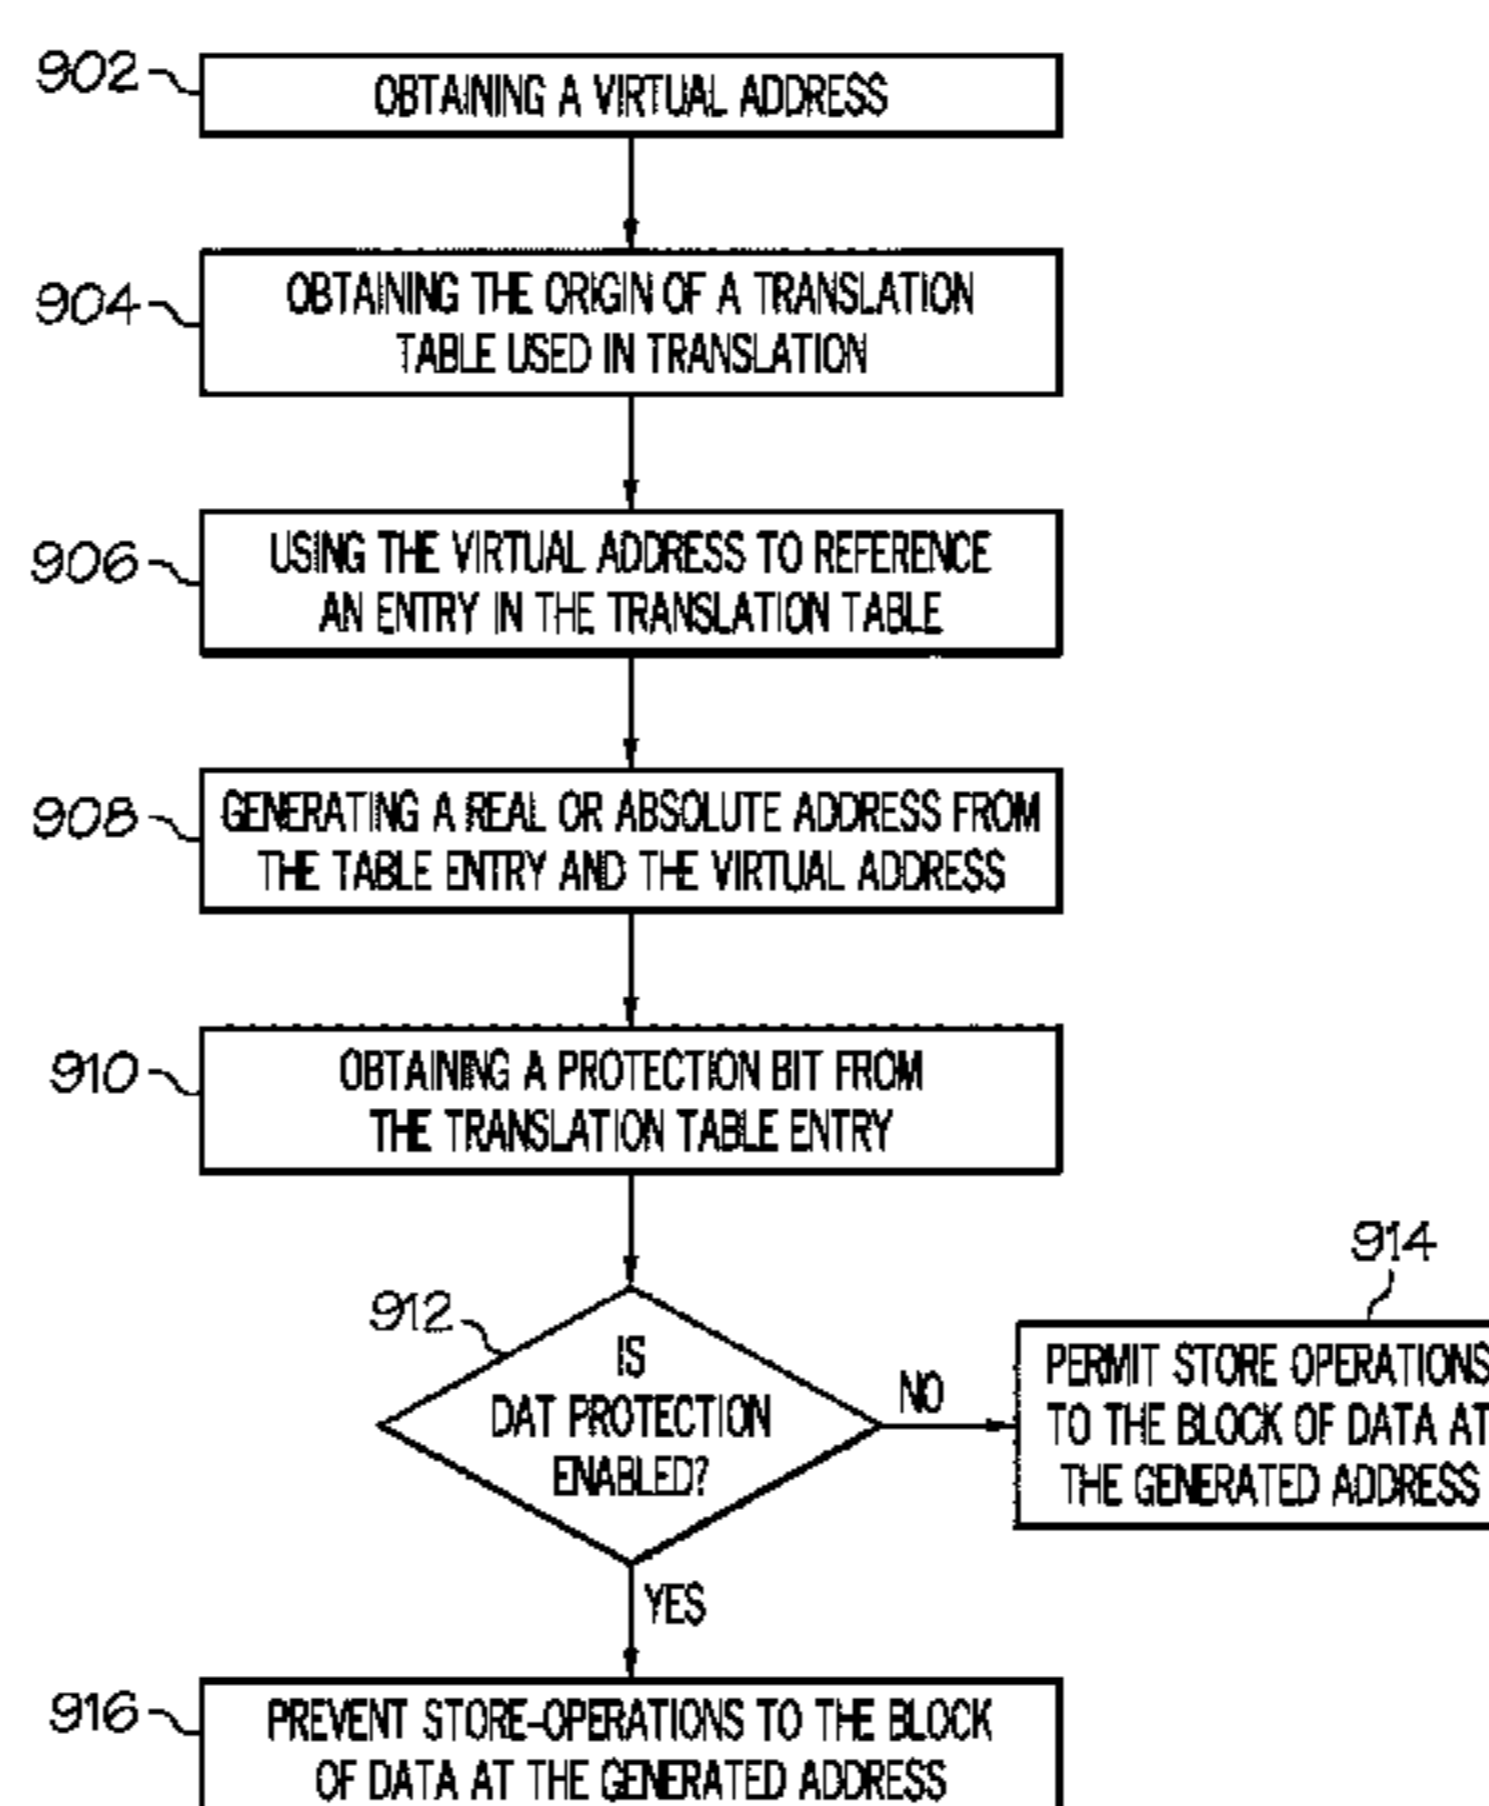 902
OBTAINING A VIRTUAL ADDRESS
904
OBTAINING THE ORIGIN OF A TRANSLATION
TABLE USED IN TRANSLATION
906
USING THE VIRTUAL ADDRESS TO REFERENCE
AN ENTRY IN THE TRANSLATION TABLE
908
GENERATING A REAL OR ABSOLUTE ADDRESS FROM
THE TABLE ENTRY AND THE VIRTUAL ADDRESS
910
OBTAINING A PROTECTION BIT FROM
THE TRANSLATION TABLE ENTRY
912
IS
DAT PROTECTION
ENABLED?
NO
914
PERMIT STORE OPERATIONS
TO THE BLOCK OF DATA AT
THE GENERATED ADDRESS
YES
916
PREVENT STORE-OPERATIONS TO THE BLOCK
OF DATA AT THE GENERATED ADDRESS